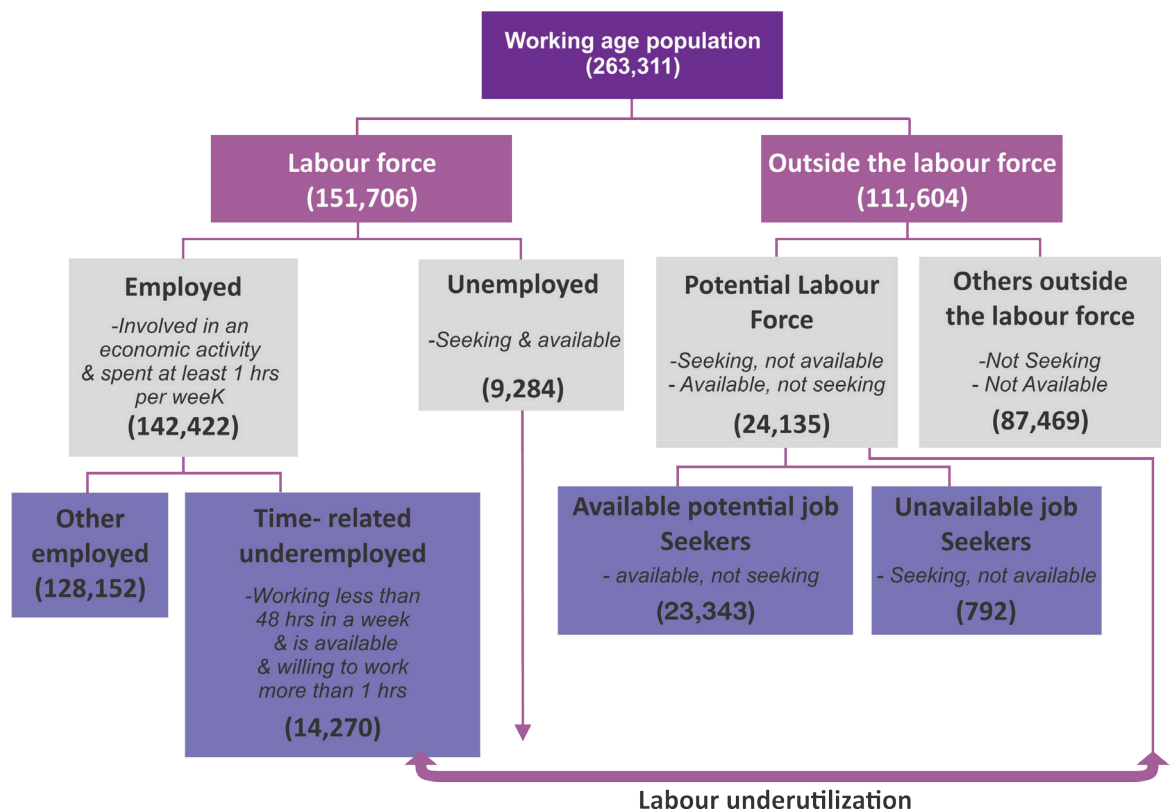 Working age population
(263,311)
Labour force
(151,706)
Outside the labour force
(111,604)
Employed
-Involved in an
economic activity
& spent at least 1 hrs
per weeK
(142,422)
Unemployed
-Seeking & available
(9,284)
Potential Labour
Force
-Seeking, not available
- Available, not seeking
(24,135)
Others outside
the labour force
-Not Seeking
- Not Available
(87,469)
Other
employed
(128,152)
Time- related
underemployed
-Working less than
48 hrs in a week
& is available
& willing to work
more than 1 hrs
(14,270)
Available potential job
Seekers
- available, not seeking
(23,343)
Unavailable job
Seekers
- Seeking, not available
(792)
Labour underutilization